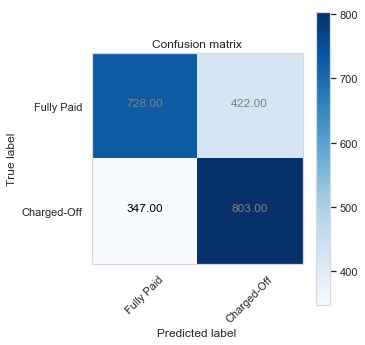 Confusion matrix
True label
Fully Paid
728.00 422.00
Charged-Off
347.00 803.00
Fully Paid
Charged-Off
Predicted label
800
700
600
500
400